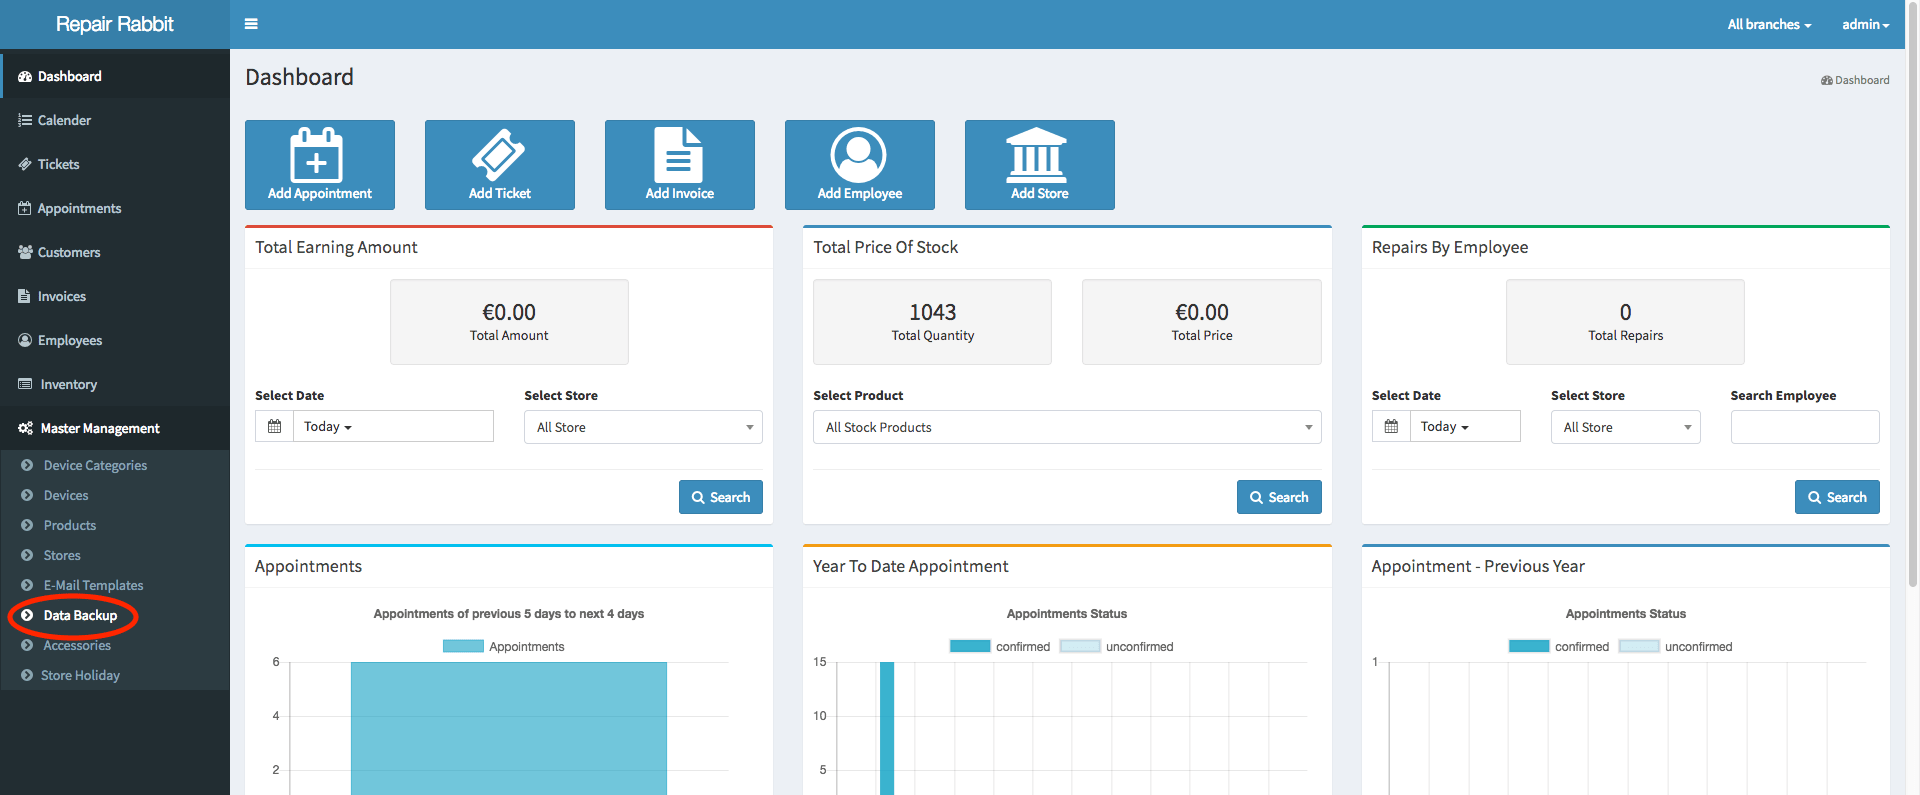 Repair Rabbit
All branches
admin
Dashboard
Calender
Tickets
Appointments
Customers
Invoices
Employees
Inventory
Master Management
Device Categories
Devices
Products
Stores
E-Mail Templates
Data Backup
Accessories
Store Holiday
Dashboard
Dashboard
Add Appointment
Add Ticket
Add Invoice
Add Employee
Add Store
Total Earning Amount
€0.00
Total Amount
Select Date
Select Store
Today
All Store
Search
Total Price Of Stock
1043
Total Quantity
€0.00
Total Price
Select Product
All Stock Products
Search
Repairs By Employee
0
Total Repairs
Select Date
Select Store
Search Employee
Today
All Store
Search
Appointments
Appointments of previous 5 days to next 4 days
Appointments
6
4
2
Year To Date Appointment
Appointments Status
confirmed
unconfirmed
15
10
5
Appointment - Previous Year
Appointments Status
confirmed
unconfirmed
1